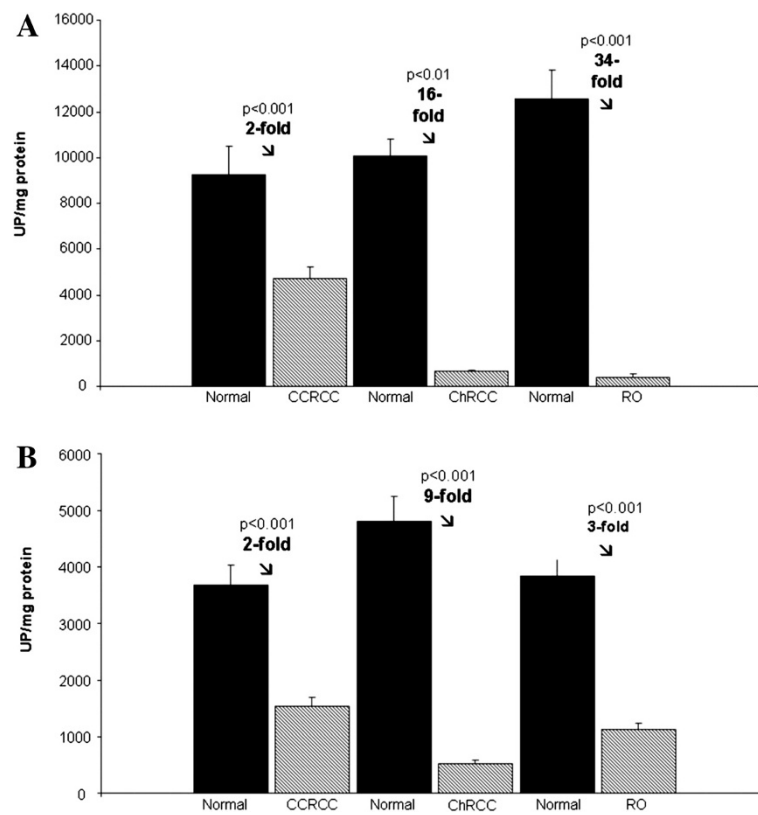 A
16000
14000
12000
10000
8000
6000
4000
2000
0
UP/mg protein
p<0.001
2-fold
p<0.01
16-
fold
p<0.001
34-
fold
Normal CCRCC Normal ChRCC Normal RO
B
6000
5000
4000
3000
2000
1000
0
UP/mg protein
p<0.001
2-fold
p<0.001
9-fold
p<0.001
3-fold
Normal CCRCC Normal ChRCC Normal RO